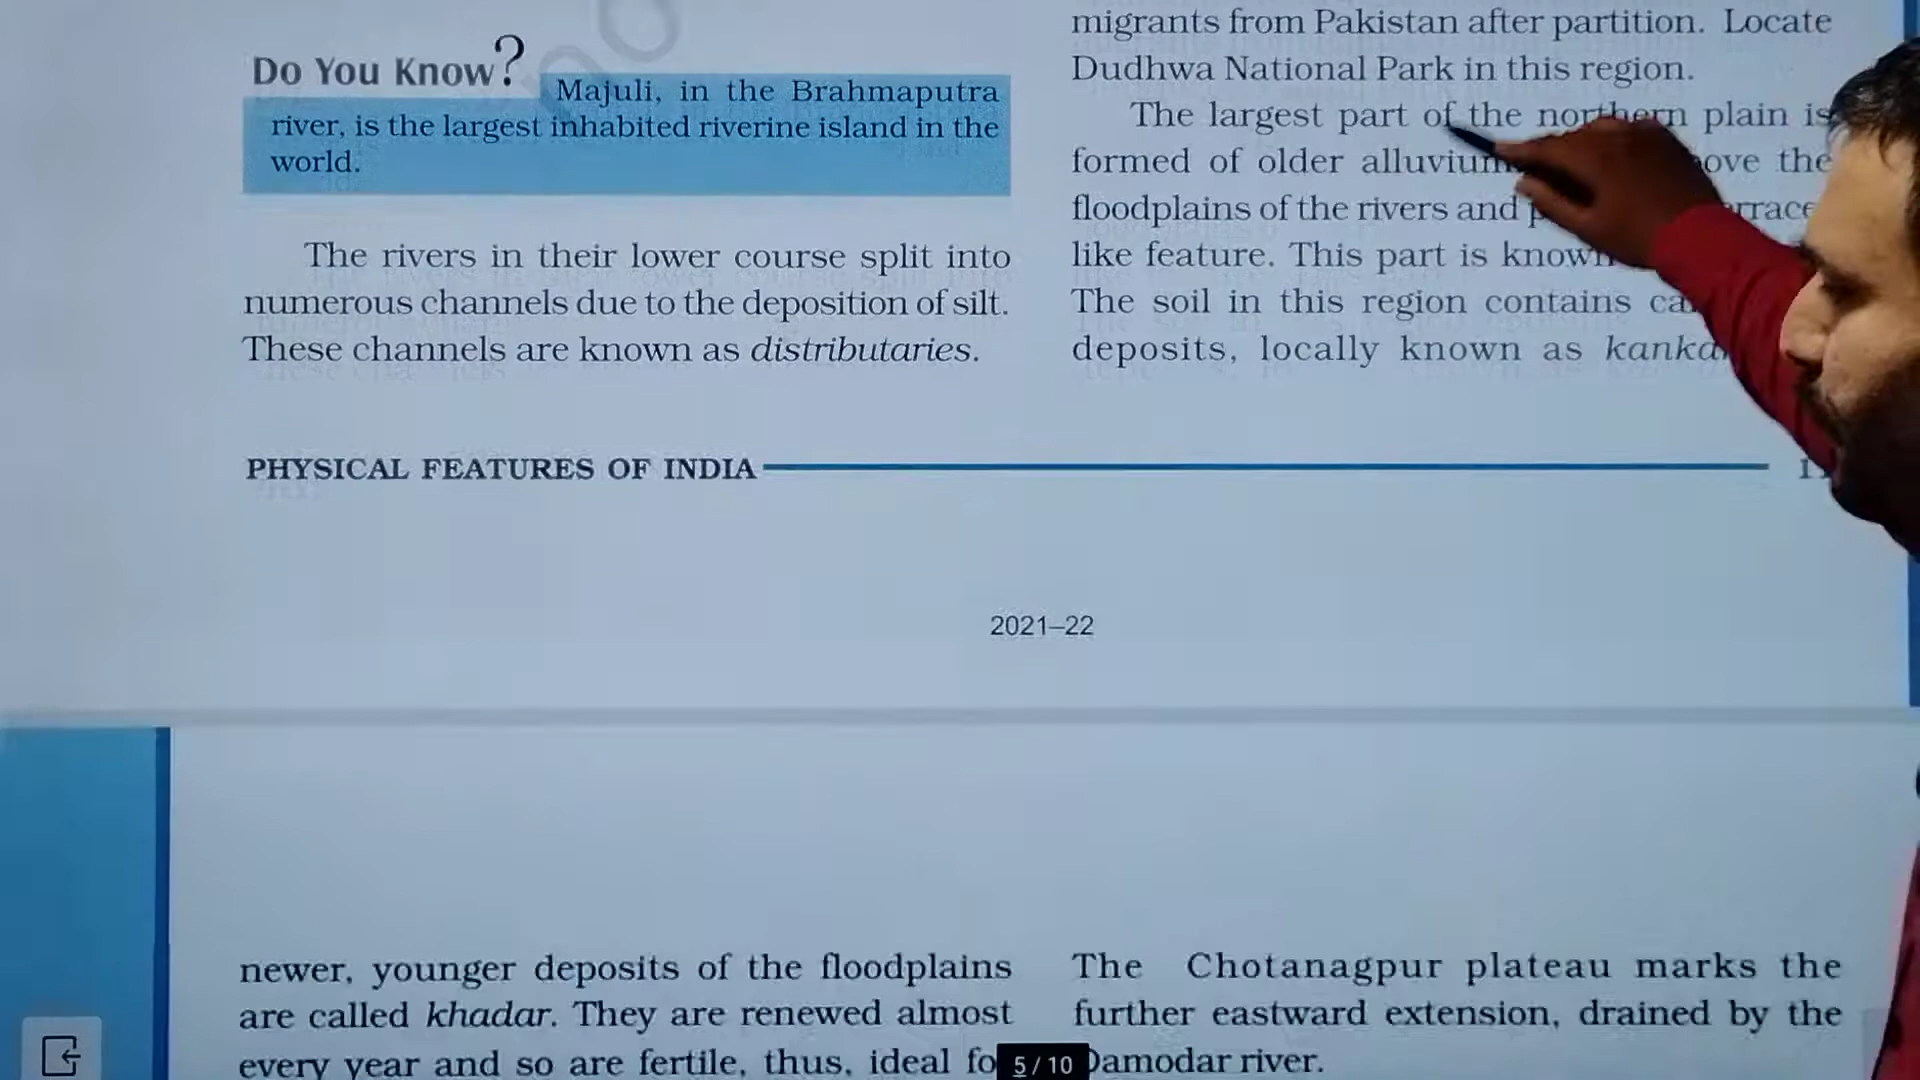 Do You Know?
Majuli, in the Brahmaputra
river, is the largest inhabited riverine island in the
world.
The rivers in their lower course split into
numerous channels due to the deposition of silt.
These channels are known as distributaries.
migrants from Pakistan after partition. Locate
Dudhwa National Park in this region.
The largest part of the northern plain is
formed of older alluvium the
floodplains of the rivers and
like feature. This part is known
The soil in this region contains
deposits, locally known as kankar
PHYSICAL FEATURES OF INDIA
2021–22
newer, younger deposits of the floodplains
are called khadar. They are renewed almost
every year and so are fertile, thus, ideal
The Chotanagpur plateau marks the
further eastward extension, drained by the
Damodar river.
5 / 10